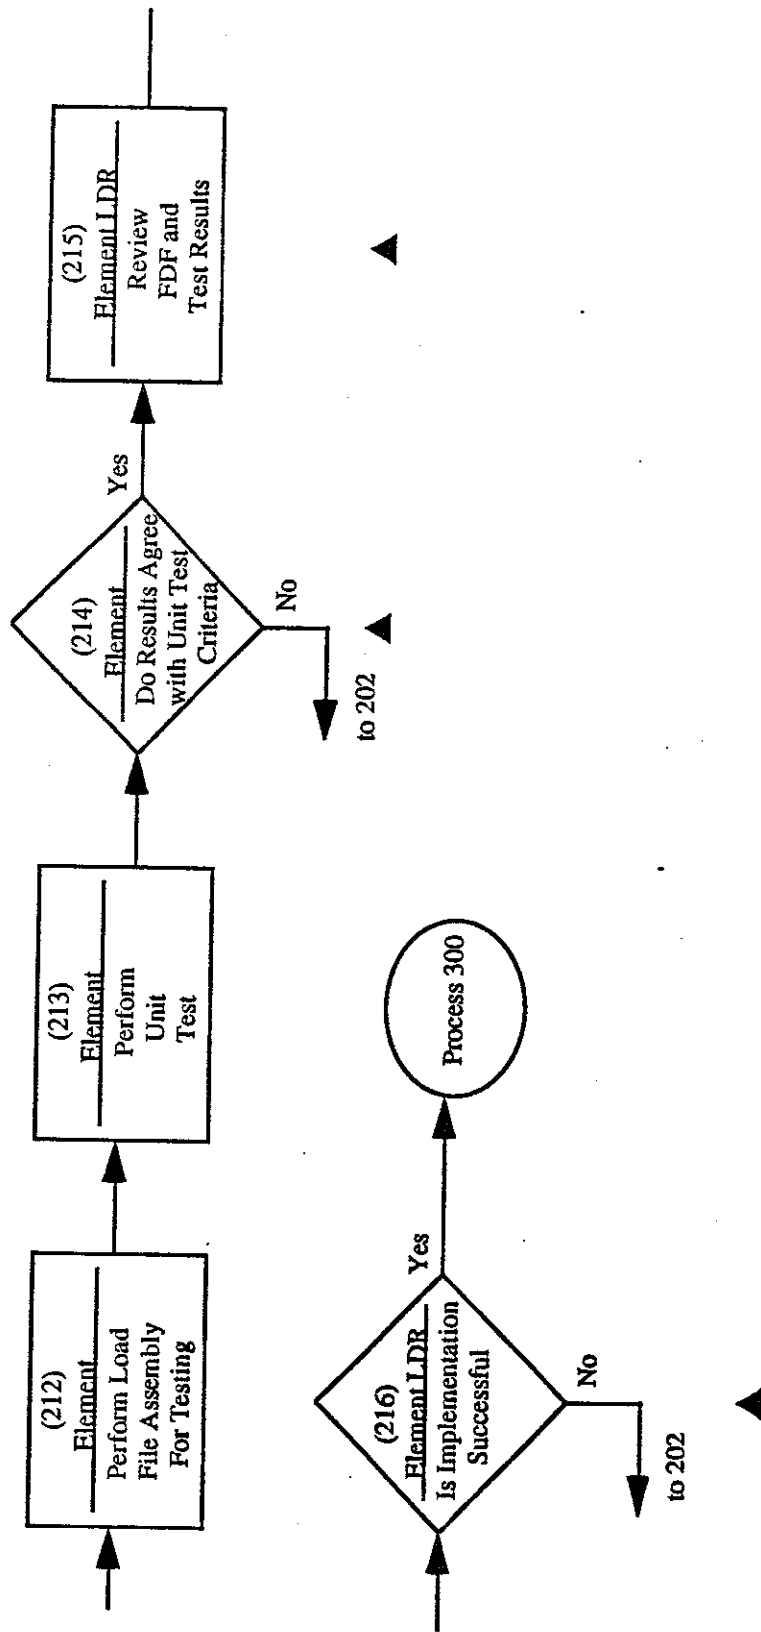 (212)
Element
Perform Load
File Assembly
For Testing
(213)
Element
Perform
Unit
Test
(214)
Element
Do Results Agree
with Unit Test
Criteria
Yes
No
to 202
(215)
Element LDR
Review
FDF and
Test Results
(216)
Element LDR
Is Implementation
Successful
Yes
No
to 202
Process 300